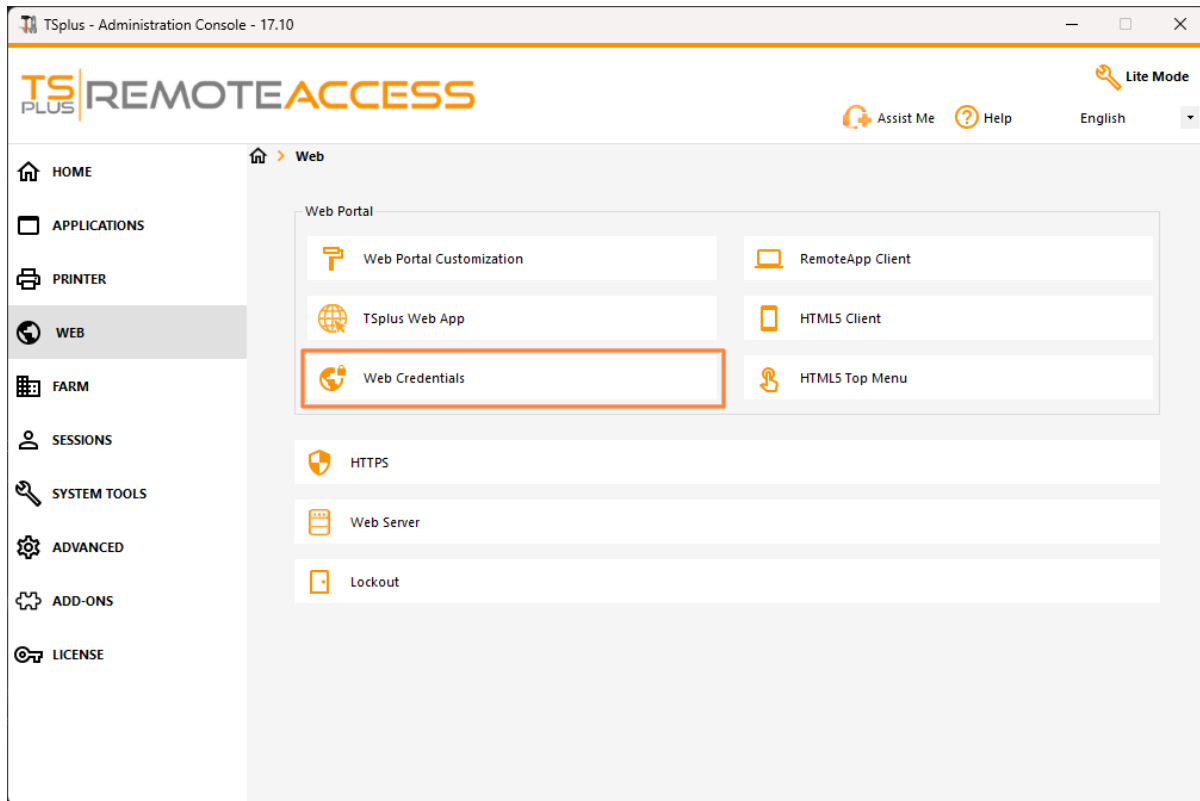 TSplus - Administration Console - 17.10
TS PLUS REMOTEACCESS
Lite Mode
Assist Me
Help
English
HOME
APPLICATIONS
PRINTER
WEB
FARM
SESSIONS
SYSTEM TOOLS
ADVANCED
ADD-ONS
LICENSE
Web
Web Portal
Web Portal Customization
RemoteApp Client
TSplus Web App
HTML5 Client
Web Credentials
HTML5 Top Menu
HTTPS
Web Server
Lockout